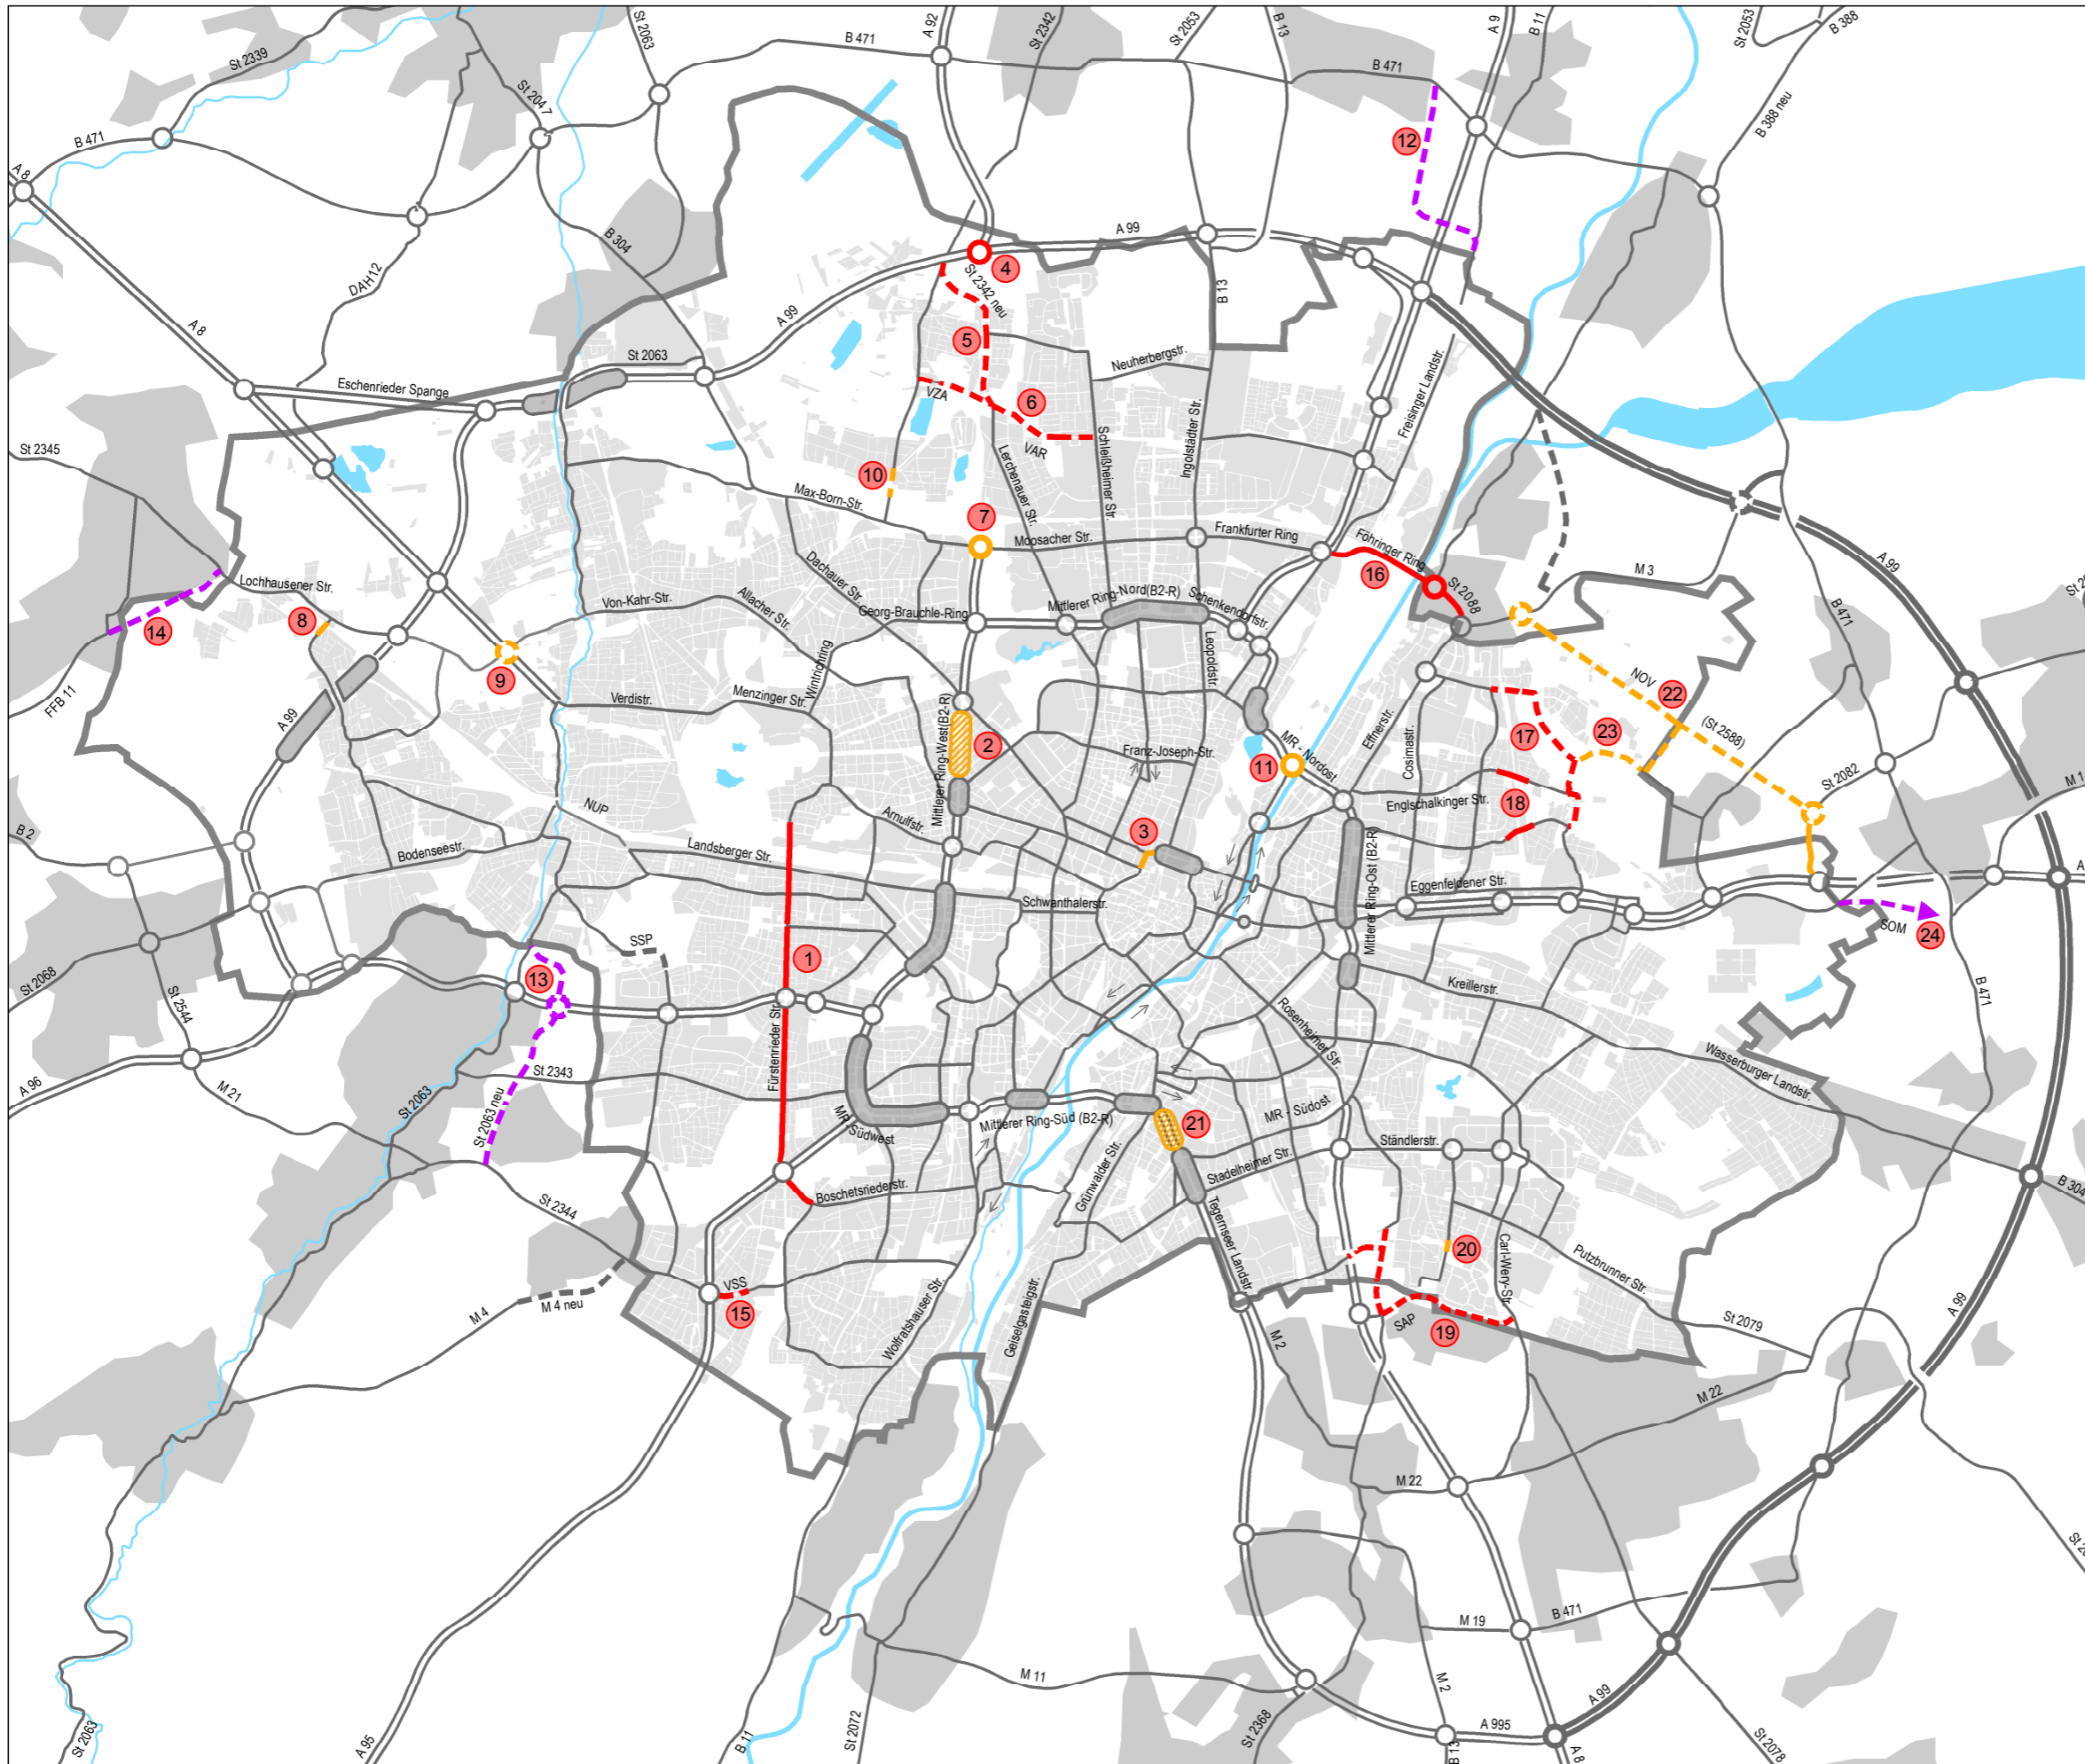 St 2339
St 2063
A 92
St 2342
St 2053
B 13
A 9
B 11
St 2053
B 388
B 471
B 471
St 2047
B 471
B 388 neu
12
A 8
B 304
A 99
4
DAH12
St 2342 neu
B 13
A 8
A 99
5
St 2063
Neuherbergstr.
Eschenrieder Spange
VZA
6
Freisinger Landstr.
St 2345
VAR
Schleißheimer Str.
Ingolstädter Str.
Lerchenauer Str.
10
Max-Born-Str.
7
Moosacher Str.
Frankfurter Ring
Föhringer Ring
16
A 99
M 3
Lochhausener Str.
Dachauer Str.
Allacher Str.
St 2088
Von-Kahr-Str.
Georg-Brauchle-Ring
Mittlerer Ring-Nord(B2-R)
Schenkendorfstr.
B 471
14
8
Leopoldstr.
Wintrichring
9
NOV
22
FFB 11
Verdistr.
Menzinger Str.
A 99
Mittlerer Ring-West(B2-R)
2
Franz-Joseph-Str.
MR - Nordost
11
Effnerstr.
Cosimastr.
17
23
(St 2588)
St 2082
M 1
NUP
Englschalkinger Str.
18
B 2
Arnulfstr.
3
Bodenseestr.
Landsberger Str.
Mittlerer Ring-Ost (B2-R)
Eggenfeldener Str.
A
Schwanthalerstr.
SOM
24
SSP
1
13
St 2068
St 2544
Kreillerstr.
B 471
Rosenheimer Str.
Fürstenrieder Str.
Wasserburger Landstr.
A 96
M 21
St 2343
St 2063
St 2063 neu
MR-Südwest
Mittlerer Ring-Süd (B2-R)
21
MR - Südost
Ständlerstr.
Stadelheimer Str.
Grünwalder Str.
Boschetsriederstr.
B 304
St 2344
Tegernseer Landstr.
Carl-Wery-Str.
20
Putzbrunner Str.
VSS
15
M 4
M 4 neu
Wolfratshauser Str.
Geiselgasteigstr.
M 2
SAP
19
St 2079
A 99
M 22
M 22
M 19
B 471
M 11
M 2
St 2063
A 95
B 11
St 2072
St 2368
A 995
B 13
A 8
A 99
St 2078